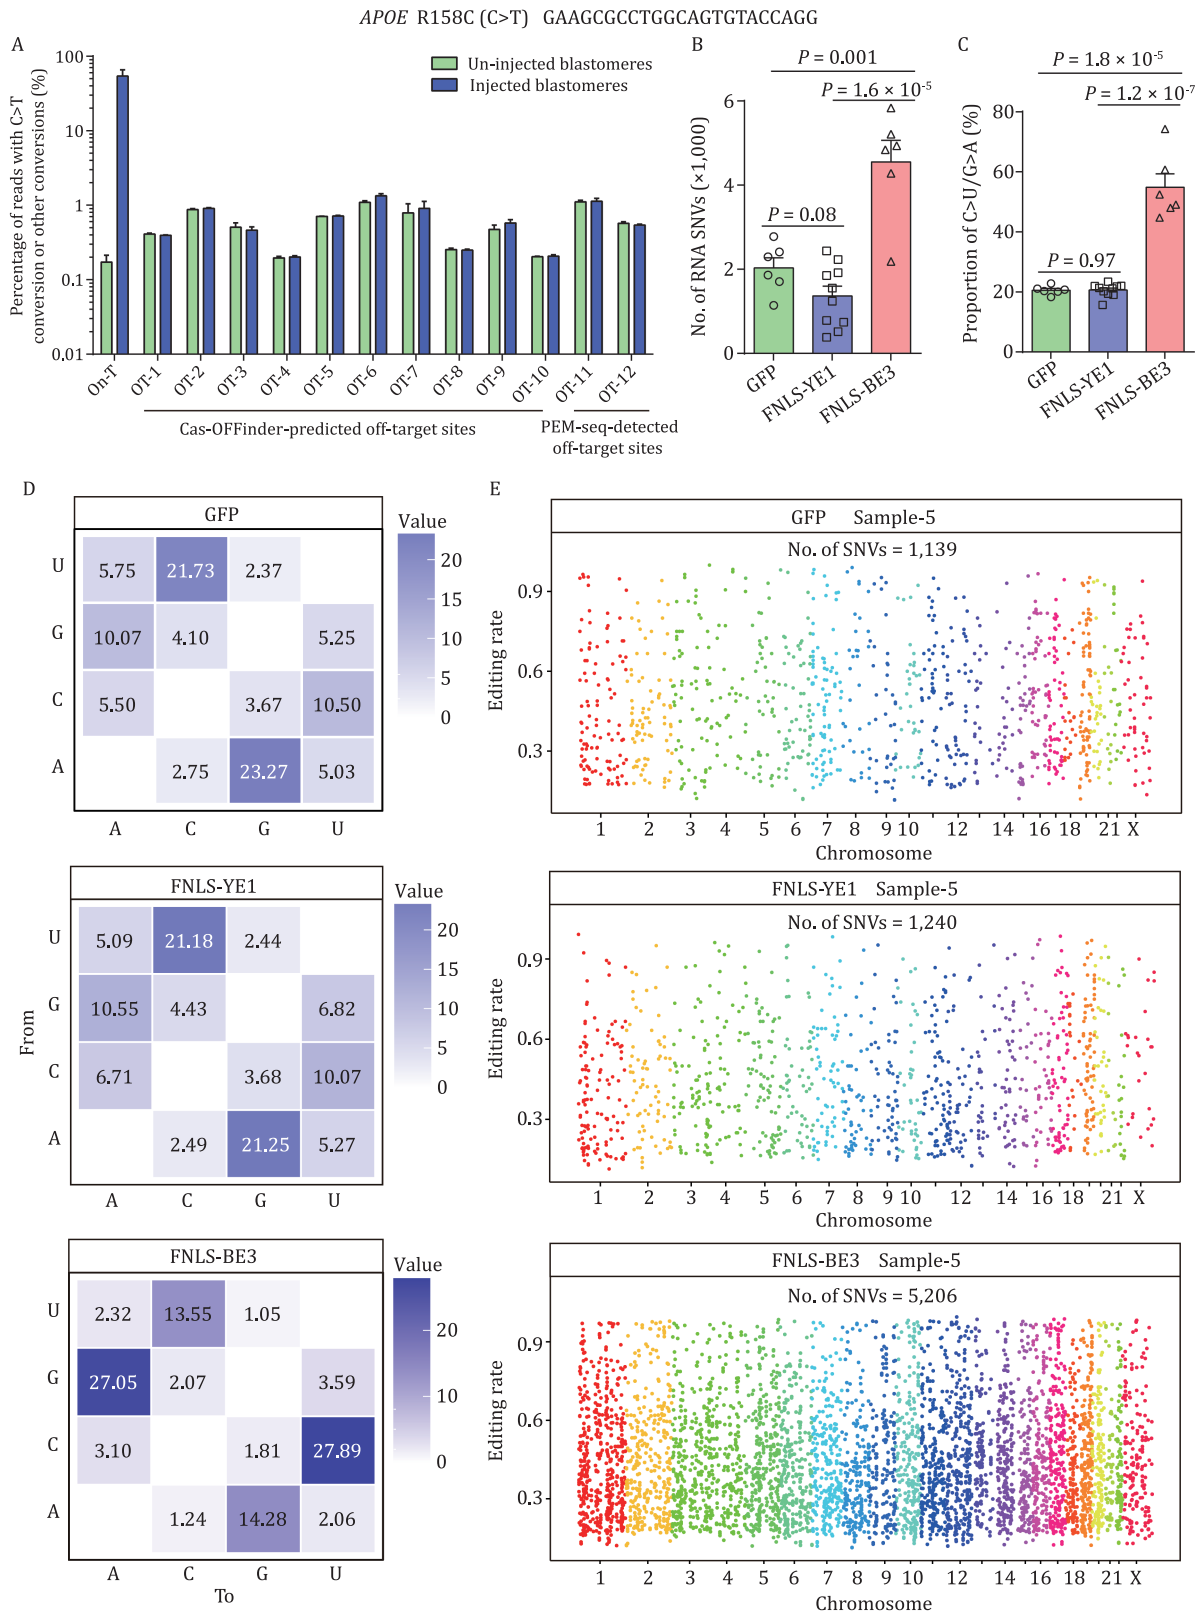 APOE R158C (C>T) GAAGCGCCTGGCAGTGTACCAGG
A
Percentage of reads with C>T
conversion or other conversions (%)
100
10
1
0.1
0.01
Un-injected blastomeres
Injected blastomeres
On-T
OT-1
OT-2
OT-3
OT-4
OT-5
OT-6
OT-7
OT-8
OT-9
OT-10
OT-11
OT-12
Cas-OFFinder-predicted off-target sites
PEM-seq-detected
off-target sites
B
P = 0.001
P = 1.6 × 10-5
P = 0.08
No. of RNA SNVs (×1,000)
6
4
2
0
GFP
FNLS-YE1
FNLS-BE3
C
P = 1.8 × 10-5
P = 1.2 × 10-7
P = 0.97
Proportion of C>U/G>A (%)
80
60
40
20
0
GFP
FNLS-YE1
FNLS-BE3
D
GFP
Value
U 5.75 21.73 2.37
G 10.07 4.10 5.25
C 5.50 3.67 10.50
A 2.75 23.27 5.03
A C G U
20
15
10
5
0
FNLS-YE1
Value
From
U 5.09 21.18 2.44
G 10.55 4.43 6.82
C 6.71 3.68 10.07
A 2.49 21.25 5.27
A C G U
20
15
10
5
0
FNLS-BE3
Value
U 2.32 13.55 1.05
G 27.05 2.07 3.59
C 3.10 1.81 27.89
A 1.24 14.28 2.06
A C G U
To
20
10
0
E
GFP Sample-5
No. of SNVs = 1,139
Editing rate
0.9
0.6
0.3
1 2 3 4 5 6 7 8 9 10 12 14 16 18 21 X
Chromosome
FNLS-YE1 Sample-5
No. of SNVs = 1,240
Editing rate
0.9
0.6
0.3
1 2 3 4 5 6 7 8 9 10 12 14 16 18 21 X
Chromosome
FNLS-BE3 Sample-5
No. of SNVs = 5,206
Editing rate
0.9
0.6
0.3
1 2 3 4 5 6 7 8 9 10 12 14 16 18 21 X
Chromosome